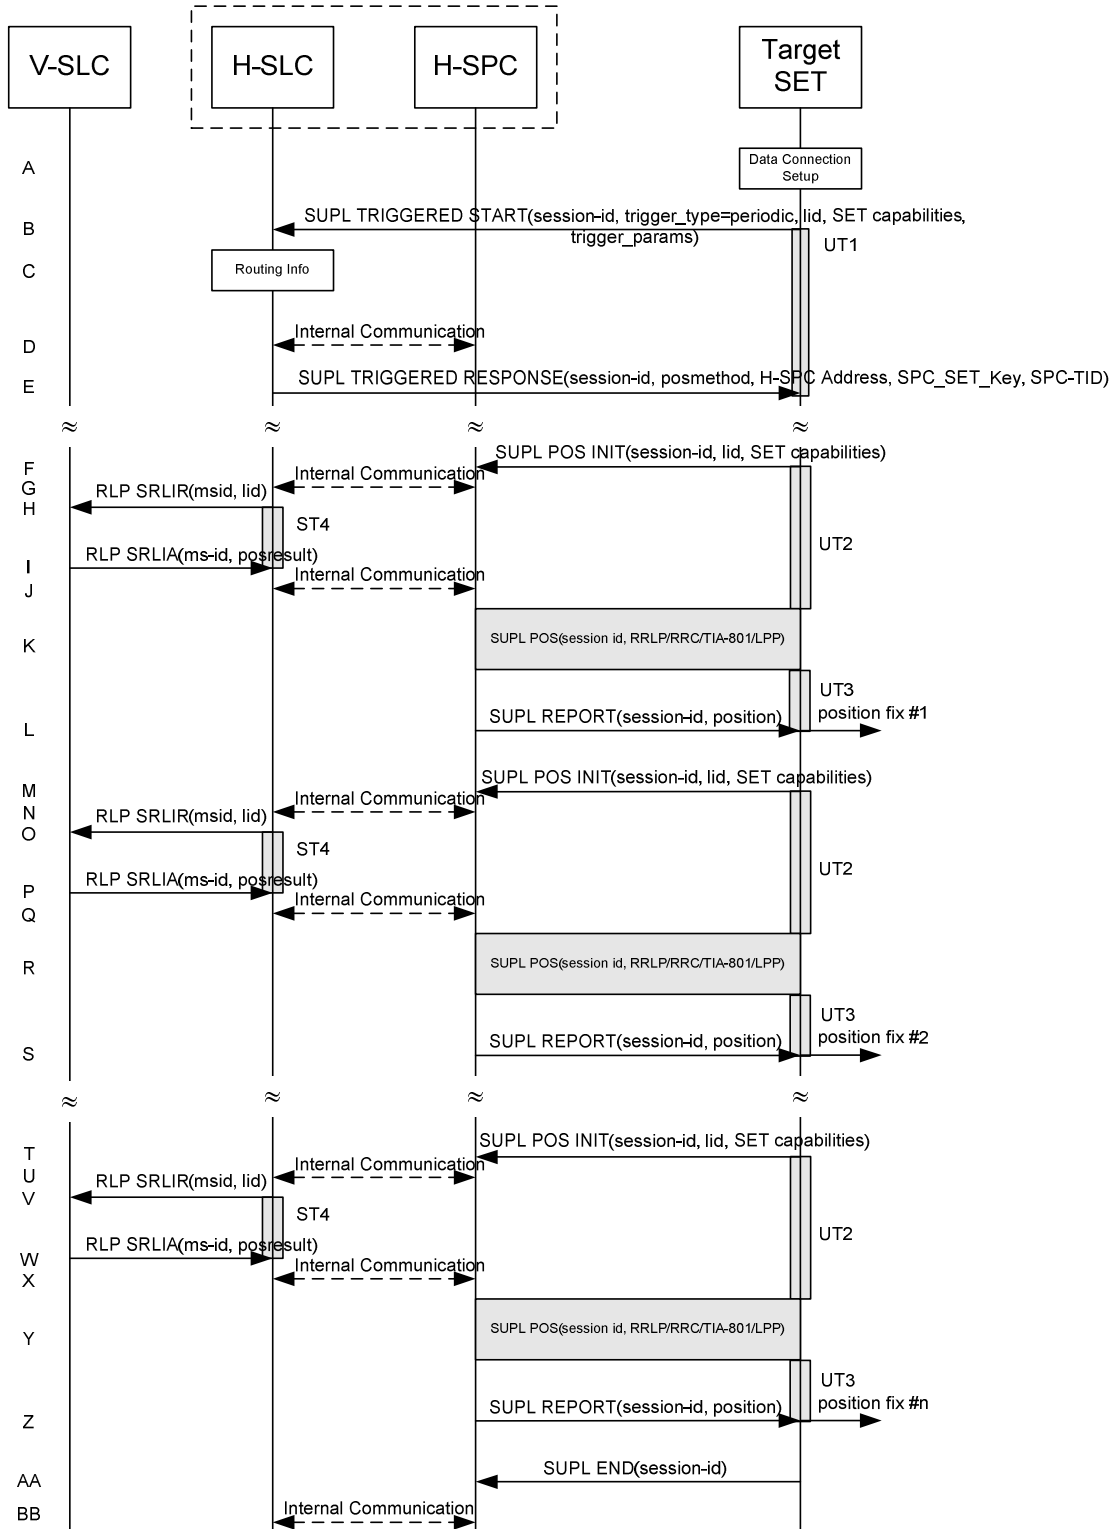 V-SLC
H-SLC
H-SPC
Target
SET
A
Data Connection
Setup
B
SUPL TRIGGERED START(session-id, trigger_type=periodic, lid, SET capabilities,
trigger_params)
UT1
C
Routing Info
D
Internal Communication
E
SUPL TRIGGERED RESPONSE(session-id, posmethod, H-SPC Address, SPC_SET_Key, SPC-TID)
≈ ≈ ≈ ≈
F
SUPL POS INIT(session-id, lid, SET capabilities)
G
Internal Communication
H
RLP SRLIR(msid, lid)
ST4
UT2
I
RLP SRLIA(ms-id, posresult)
J
Internal Communication
K
SUPL POS(session id, RRLP/RRC/TIA-801/LPP)
UT3
position fix #1
L
SUPL REPORT(session-id, position)
M
SUPL POS INIT(session-id, lid, SET capabilities)
N
Internal Communication
O
RLP SRLIR(msid, lid)
ST4
UT2
P
RLP SRLIA(ms-id, posresult)
Q
Internal Communication
R
SUPL POS(session id, RRLP/RRC/TIA-801/LPP)
UT3
position fix #2
S
SUPL REPORT(session-id, position)
≈ ≈ ≈ ≈
T
SUPL POS INIT(session-id, lid, SET capabilities)
U
Internal Communication
V
RLP SRLIR(msid, lid)
ST4
UT2
W
RLP SRLIA(ms-id, posresult)
X
Internal Communication
Y
SUPL POS(session id, RRLP/RRC/TIA-801/LPP)
UT3
position fix #n
Z
SUPL REPORT(session-id, position)
AA
SUPL END(session-id)
BB
Internal Communication